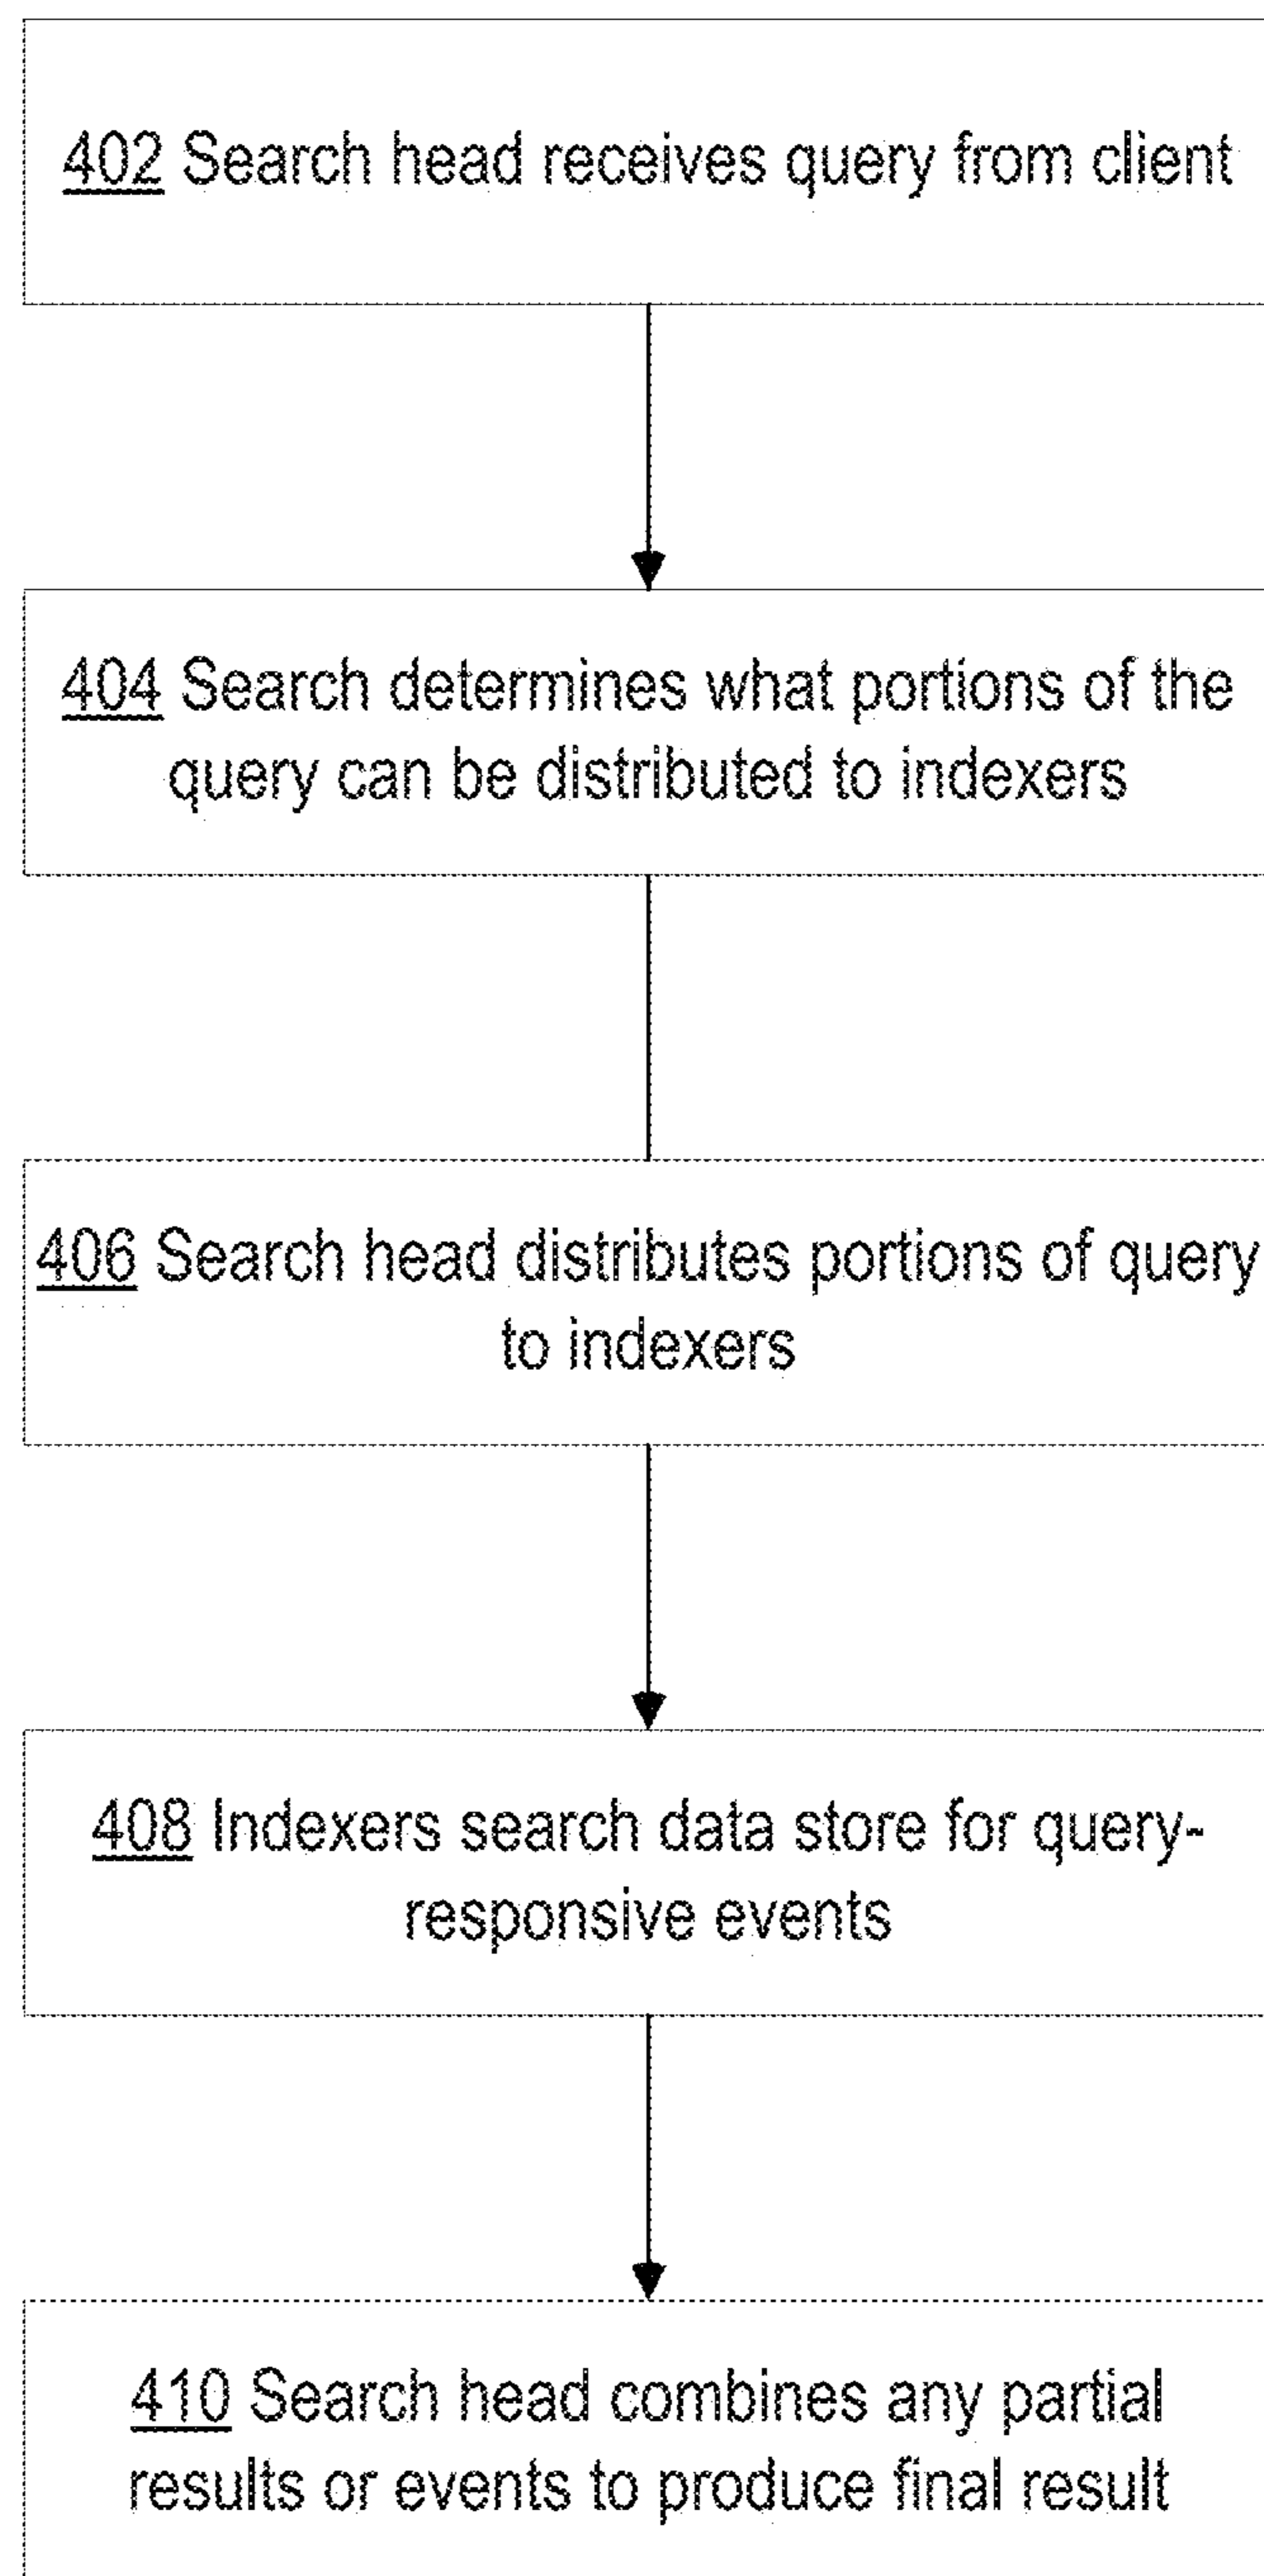 402 Search head receives query from client
404 Search determines what portions of the
query can be distributed to indexers
406 Search head distributes portions of query
to indexers
408 Indexers search data store for query-
responsive events
410 Search head combines any partial
results or events to produce final result